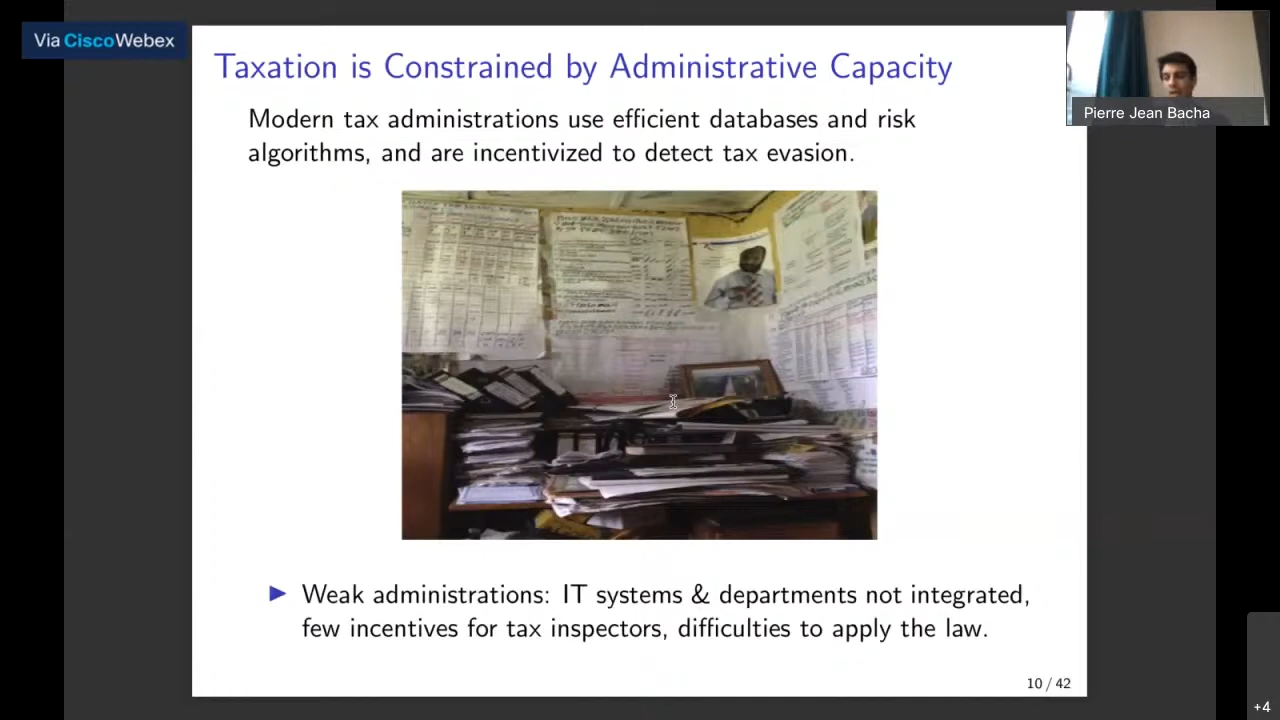 Via Cisco Webex
Taxation is Constrained by Administrative Capacity
Pierre Jean Bacha
Modern tax administrations use efficient databases and risk
algorithms, and are incentivized to detect tax evasion.
▶ Weak administrations: IT systems & departments not integrated,
few incentives for tax inspectors, difficulties to apply the law.
10 / 42
+4